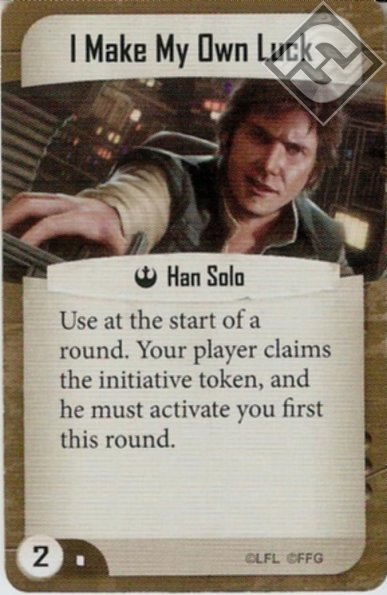 I Make My Own Luck
Han Solo
Use at the start of a
round. Your player claims
the initiative token, and
he must activate you first
this round.
2
©LFL ©FFG